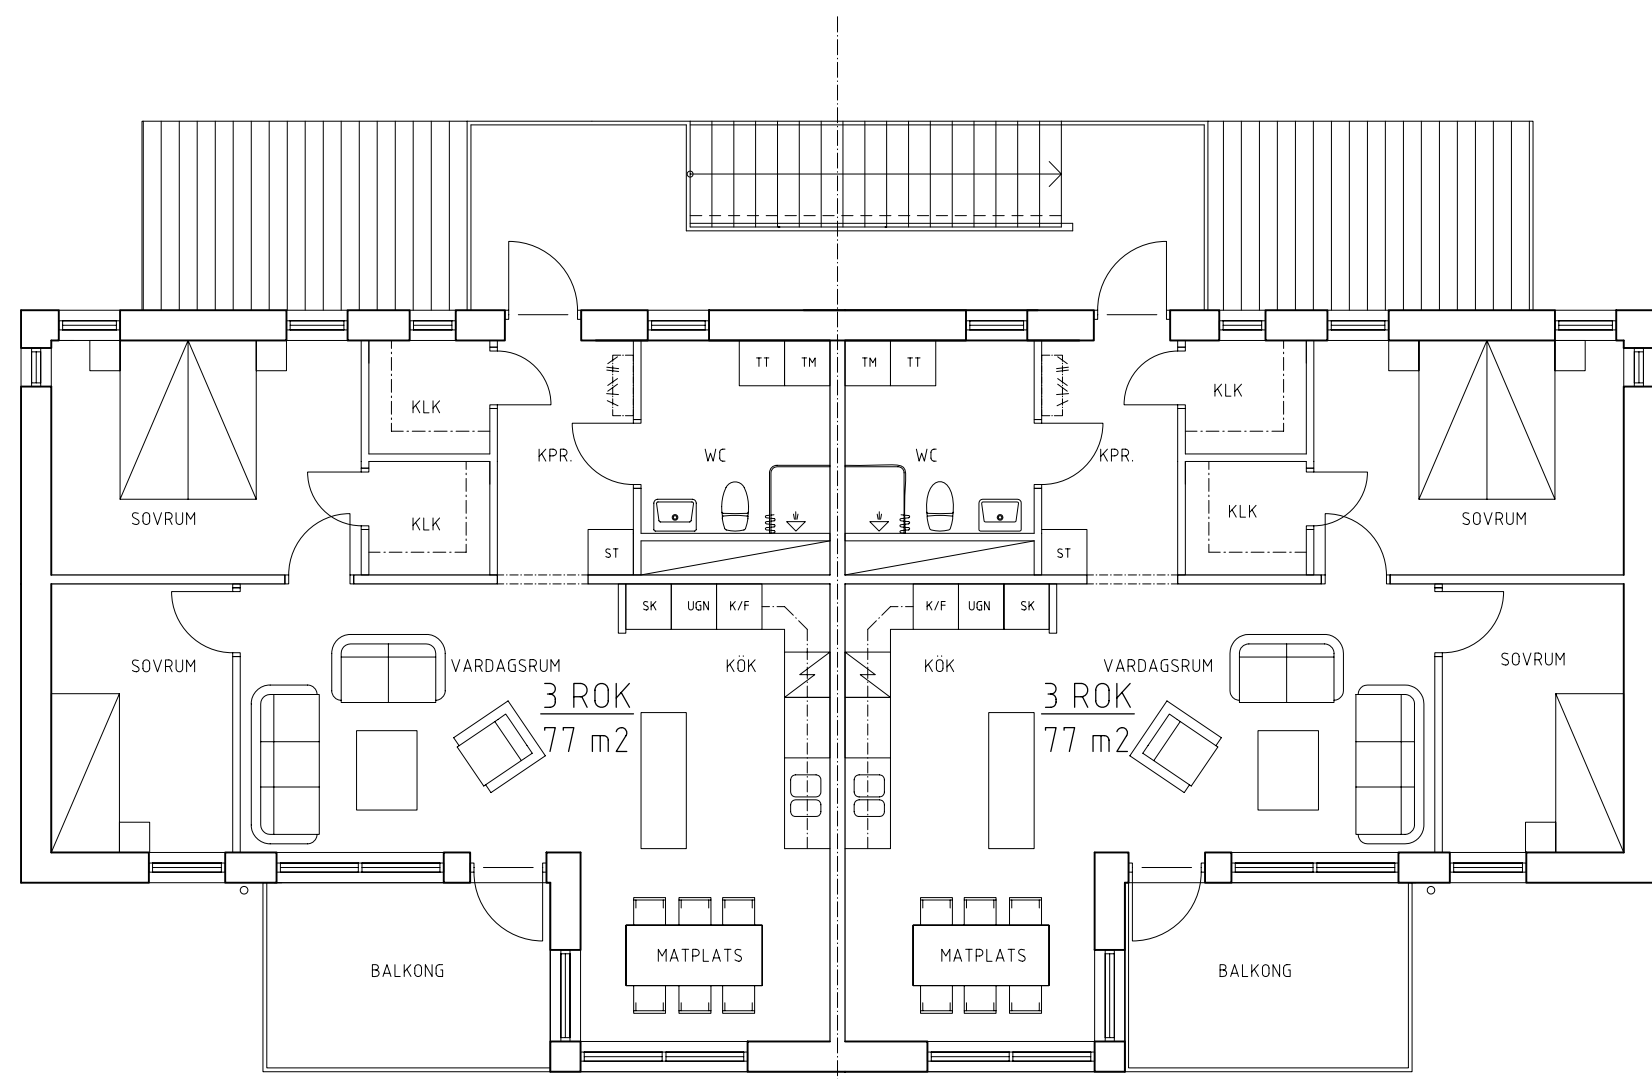 TT TM TM TT
KLK
KLK
KPR. WC WC KPR.
SOVRUM KLK KLK SOVRUM
ST ST
SK UGN K/F K/F UGN SK
SOVRUM VARDAGSRUM KÖK KÖK VARDAGSRUM SOVRUM
3 ROK 3 ROK
77 m2 77 m2
MATPLATS MATPLATS
BALKONG BALKONG